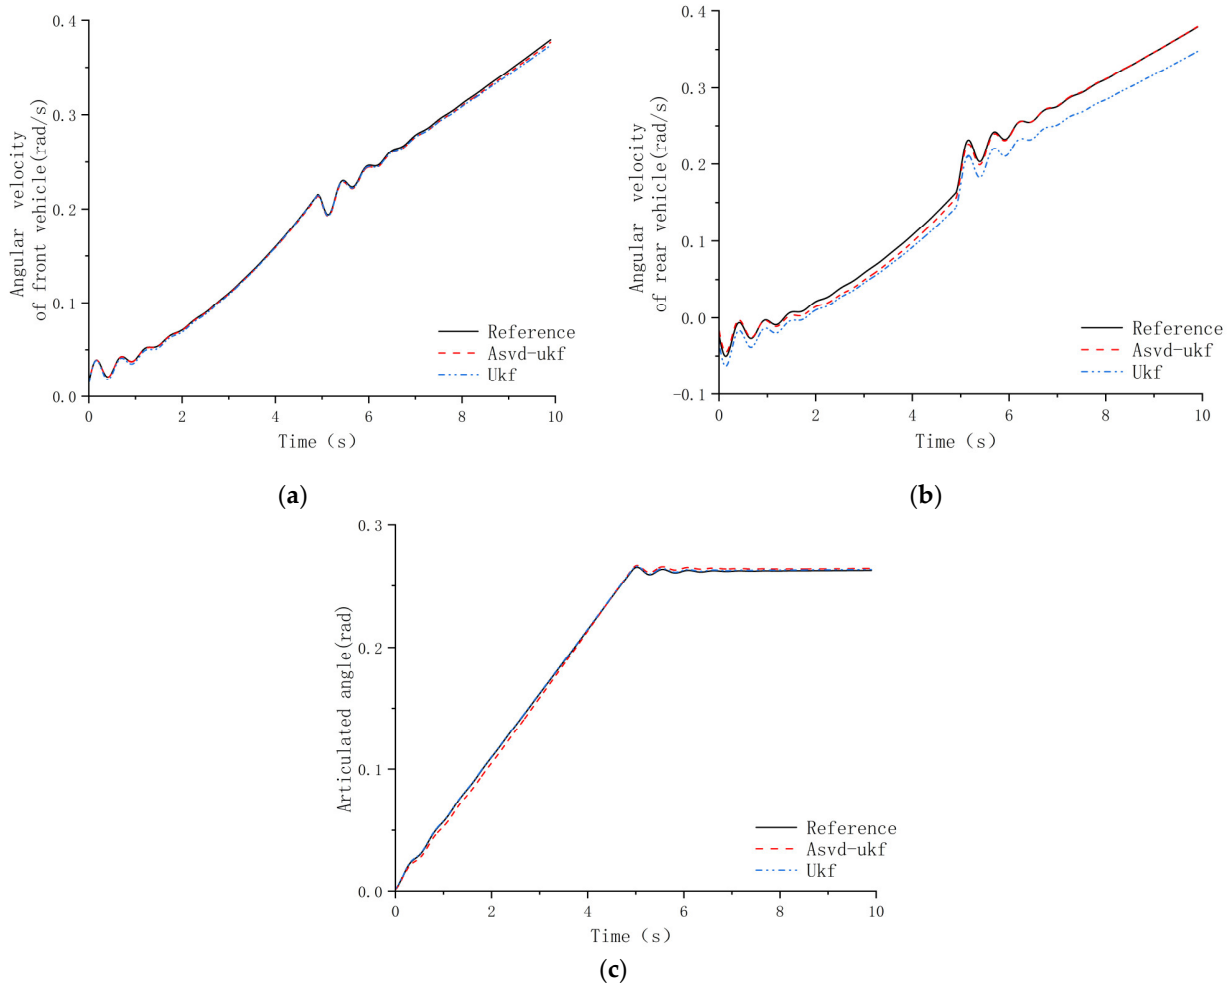 0.4
0.3
0.2
0.1
0.0
0 2 4 6 8 10
Angular velocity
of front vehicle(rad/s)
Time (s)
Reference
Asvd-ukf
Ukf
(a)
0.4
0.3
0.2
0.1
0.0
-0.1
0 2 4 6 8 10
Angular velocity
of rear vehicle(rad/s)
Time (s)
Reference
Asvd-ukf
Ukf
(b)
0.3
0.2
0.1
0.0
0 2 4 6 8 10
Articulated angle(rad)
Time (s)
Reference
Asvd-ukf
Ukf
(c)